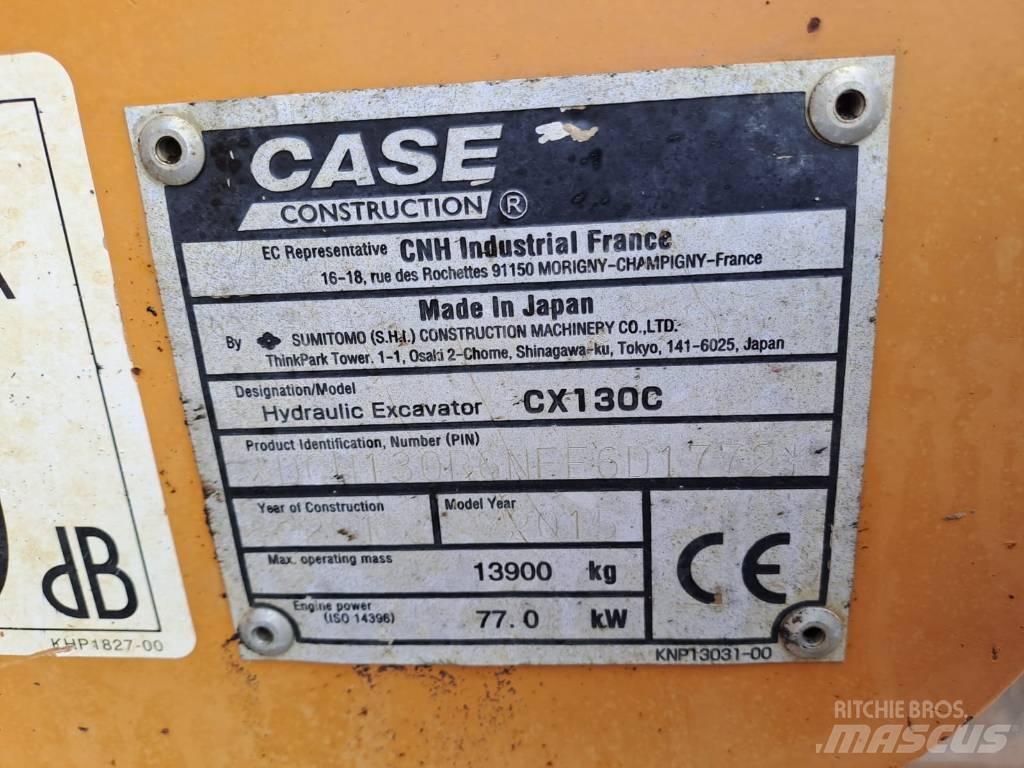 CASE
CONSTRUCTION ®
EC Representative CNH Industrial France
16-18, rue des Rochettes 91150 MORIGNY-CHAMPIGNY-France
Made In Japan
By SUMITOMO (S.H.I.) CONSTRUCTION MACHINERY CO.,LTD.
ThinkPark Tower. 1-1, Osaki 2-Chome, Shinagawa-ku, Tokyo, 141-6025, Japan
Designation/Model
Hydraulic Excavator CX130C
Product Identification, Number (PIN)
Year of Construction Model Year
Max. operating mass 13900 kg
Engine power
(ISO 14396) 77.0 kW
CE
KNP13031-00
dB
KHP1827-00
RITCHIE BROS.
MASCUS